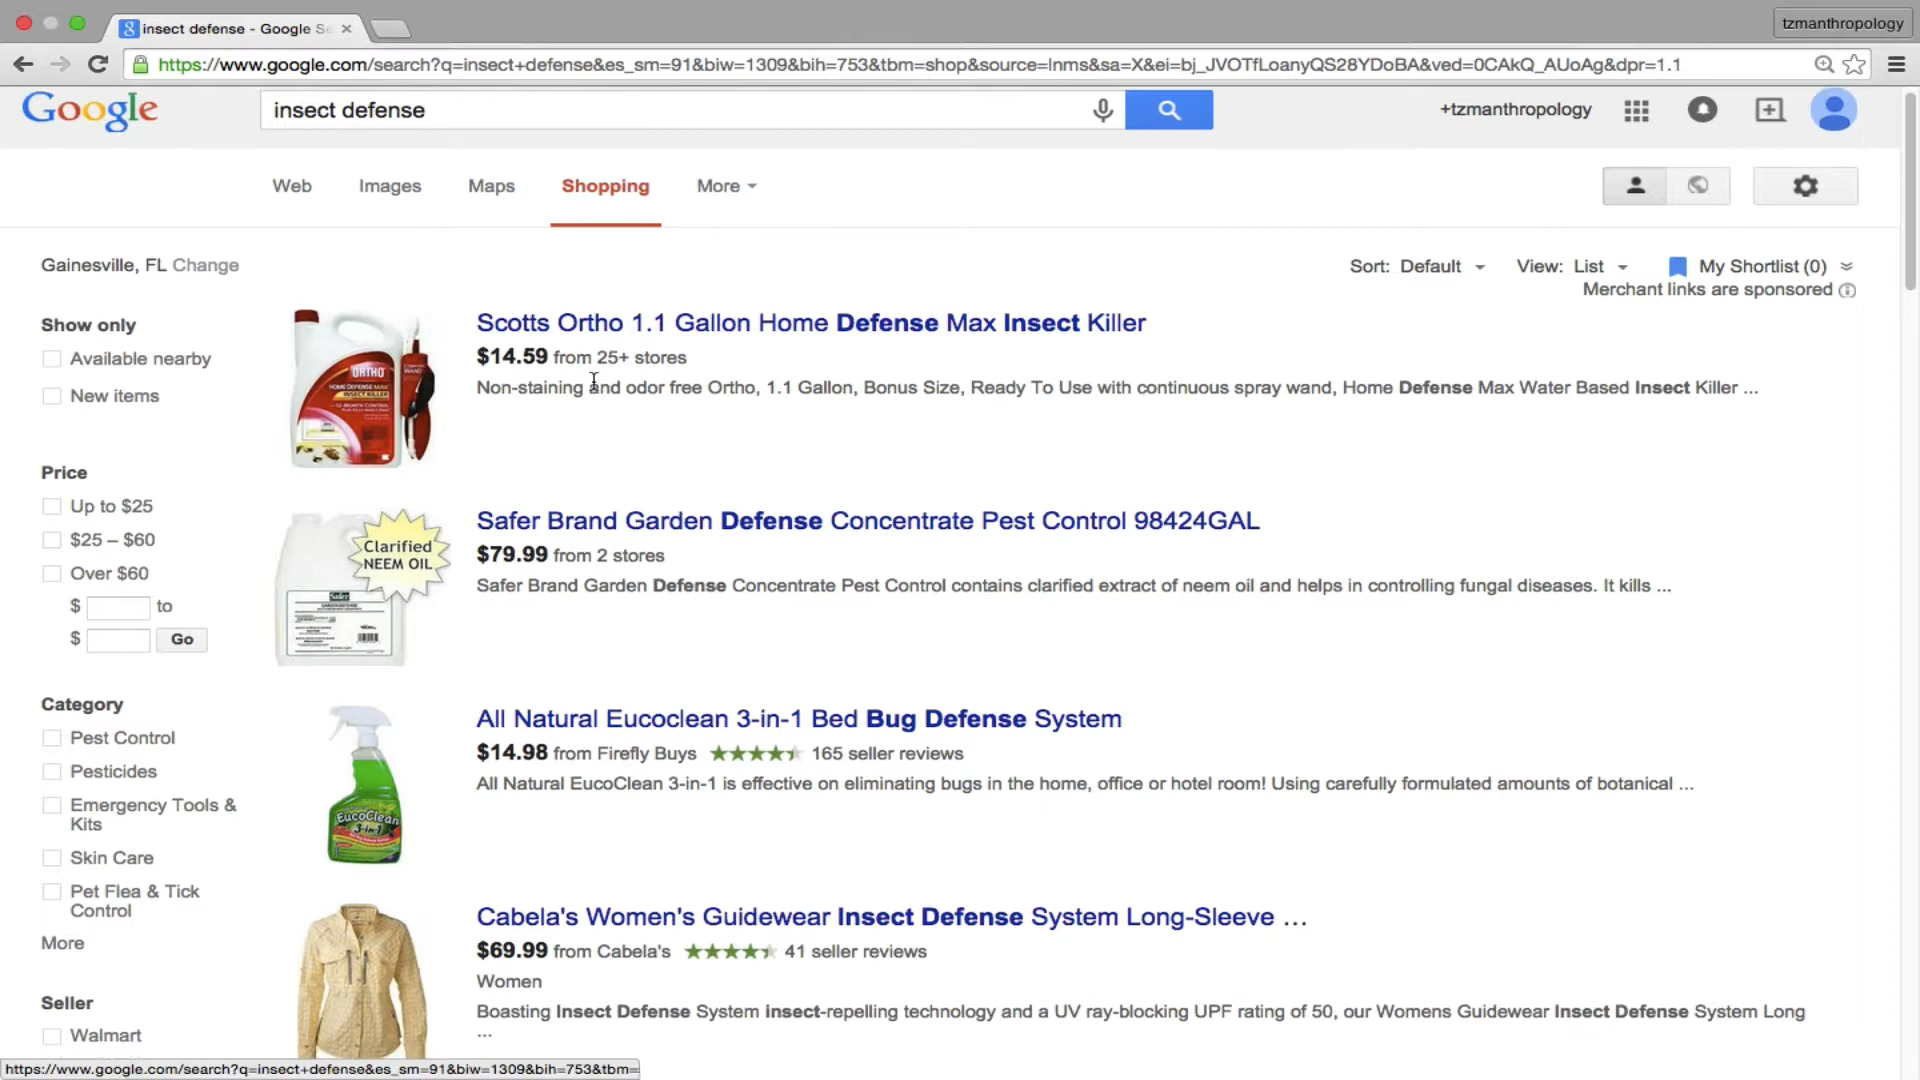 insect defense - Google Se
tzmanthropology
https://www.google.com/search?q=insect+defense&es_sm=91&biw=1309&bih=753&tbm=shop&source=lnms&sa=X&ei=bj_JVOTfLoanyQS28YDoBA&ved=0CAkQ_AUoAg&dpr=1.1
Google
insect defense
+tzmanthropology
Web Images Maps Shopping More
Gainesville, FL Change
Sort: Default View: List My Shortlist (0)
Merchant links are sponsored
Show only
Available nearby
New items
Price
Up to $25
$25 – $60
Over $60
$ to
$ Go
Category
Pest Control
Pesticides
Emergency Tools &
Kits
Skin Care
Pet Flea & Tick
Control
More
Seller
Walmart
ORTHO
HOME DEFENSE MAX
INSECT KILLER
Scotts Ortho 1.1 Gallon Home Defense Max Insect Killer
$14.59 from 25+ stores
Non-staining and odor free Ortho, 1.1 Gallon, Bonus Size, Ready To Use with continuous spray wand, Home Defense Max Water Based Insect Killer ...
Clarified
NEEM OIL
Safer
Safer Brand Garden Defense Concentrate Pest Control 98424GAL
$79.99 from 2 stores
Safer Brand Garden Defense Concentrate Pest Control contains clarified extract of neem oil and helps in controlling fungal diseases. It kills ...
EucoClean
3-in-1
All Natural Eucoclean 3-in-1 Bed Bug Defense System
$14.98 from Firefly Buys 165 seller reviews
All Natural EucoClean 3-in-1 is effective on eliminating bugs in the home, office or hotel room! Using carefully formulated amounts of botanical ...
Cabela's Women's Guidewear Insect Defense System Long-Sleeve ...
$69.99 from Cabela's 41 seller reviews
Women
Boasting Insect Defense System insect-repelling technology and a UV ray-blocking UPF rating of 50, our Womens Guidewear Insect Defense System Long
...
https://www.google.com/search?q=insect+defense&es_sm=91&biw=1309&bih=753&tbm=